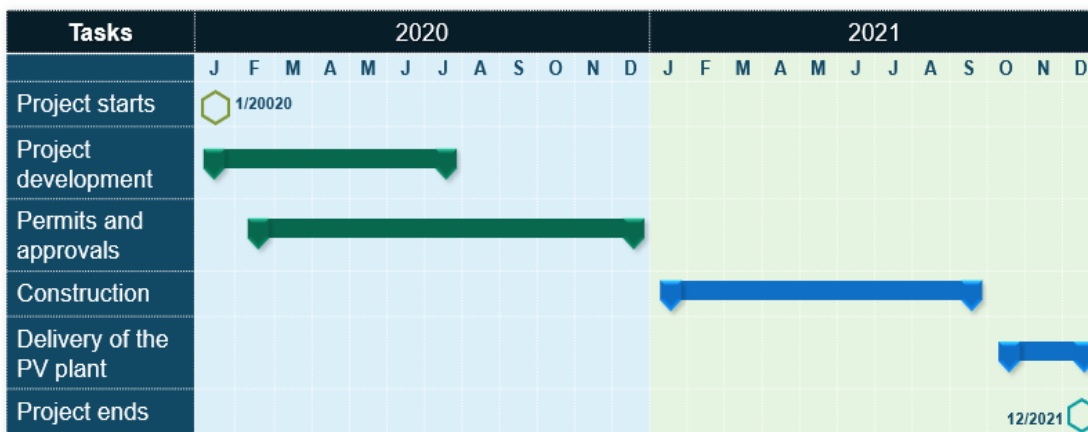 Tasks 2020 2021
J F M A M J J A S O N D J F M A M J J A S O N D
Project starts 1/20020
Project
development
Permits and
approvals
Construction
Delivery of the
PV plant
Project ends 12/2021